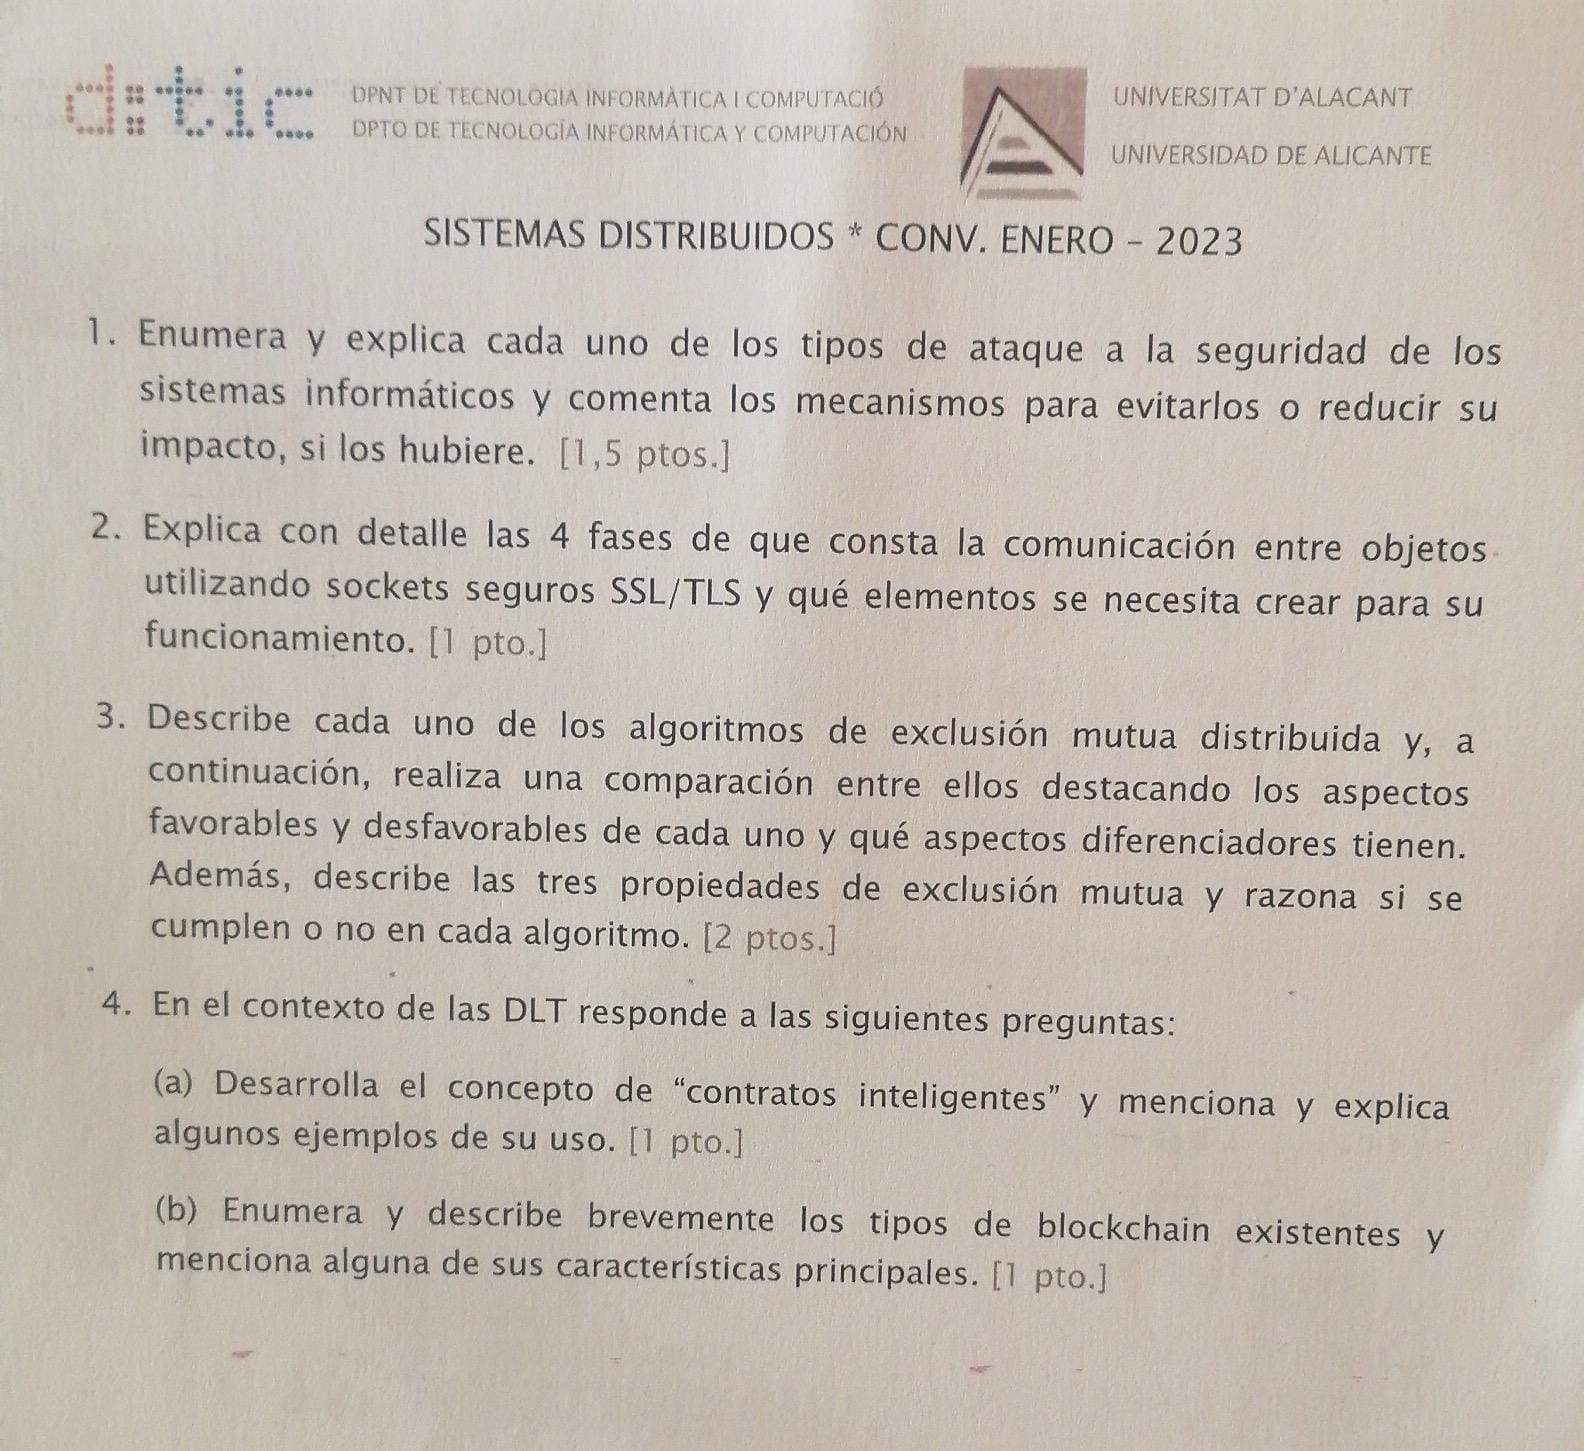 d:tic
DPNT DE TECNOLOGIA INFORMÀTICA I COMPUTACIÓ
DPTO DE TECNOLOGÍA INFORMÁTICA Y COMPUTACIÓN
UNIVERSITAT D'ALACANT
UNIVERSIDAD DE ALICANTE
SISTEMAS DISTRIBUIDOS * CONV. ENERO - 2023
1. Enumera y explica cada uno de los tipos de ataque a la seguridad de los
sistemas informáticos y comenta los mecanismos para evitarlos o reducir su
impacto, si los hubiere. [1,5 ptos.]
2. Explica con detalle las 4 fases de que consta la comunicación entre objetos
utilizando sockets seguros SSL/TLS y qué elementos se necesita crear para su
funcionamiento. [1 pto.]
3. Describe cada uno de los algoritmos de exclusión mutua distribuida y, a
continuación, realiza una comparación entre ellos destacando los aspectos
favorables y desfavorables de cada uno y qué aspectos diferenciadores tienen.
Además, describe las tres propiedades de exclusión mutua y razona si se
cumplen o no en cada algoritmo. [2 ptos.]
4. En el contexto de las DLT responde a las siguientes preguntas:
(a) Desarrolla el concepto de “contratos inteligentes” y menciona y explica
algunos ejemplos de su uso. [1 pto.]
(b) Enumera y describe brevemente los tipos de blockchain existentes y
menciona alguna de sus características principales. [1 pto.]